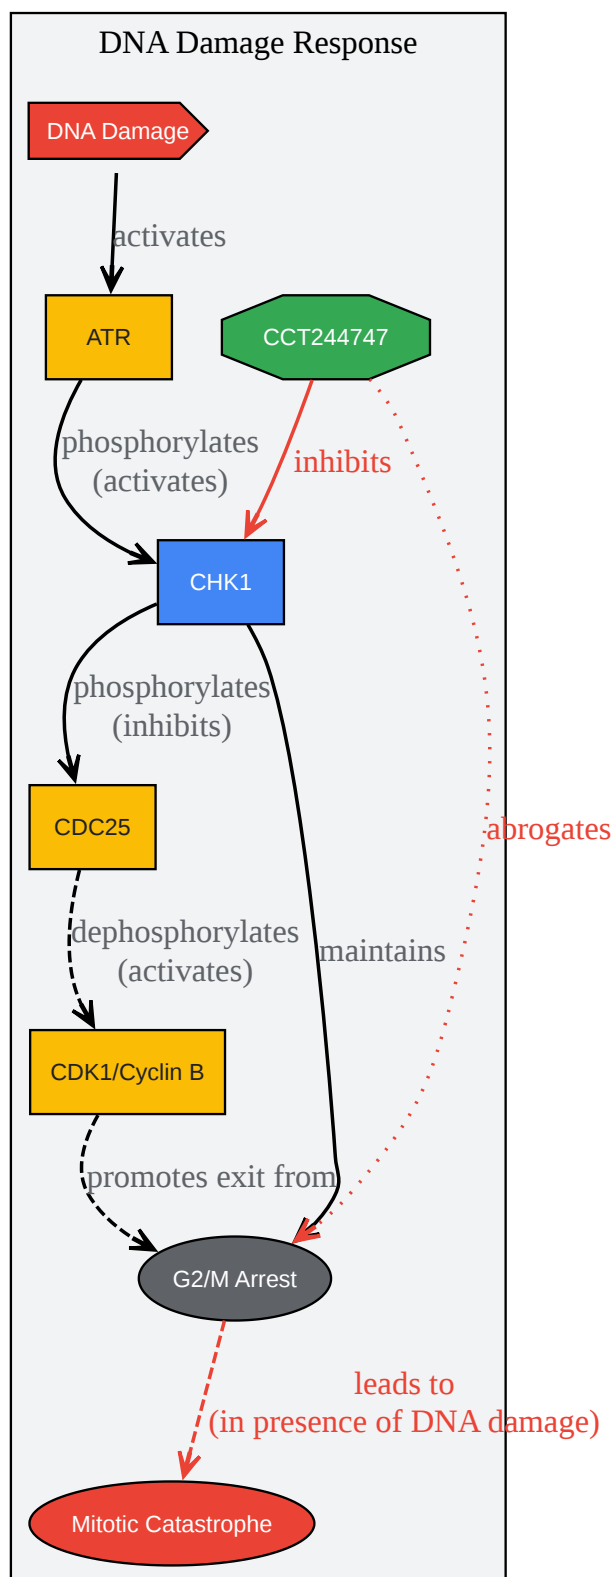 DNA Damage Response
DNA Damage
activates
ATR
CCT244747
phosphorylates
(activates)
inhibits
CHK1
phosphorylates
(inhibits)
CDC25
abrogates
dephosphorylates
(activates)
maintains
CDK1/Cyclin B
promotes exit from
G2/M Arrest
leads to
(in presence of DNA damage)
Mitotic Catastrophe